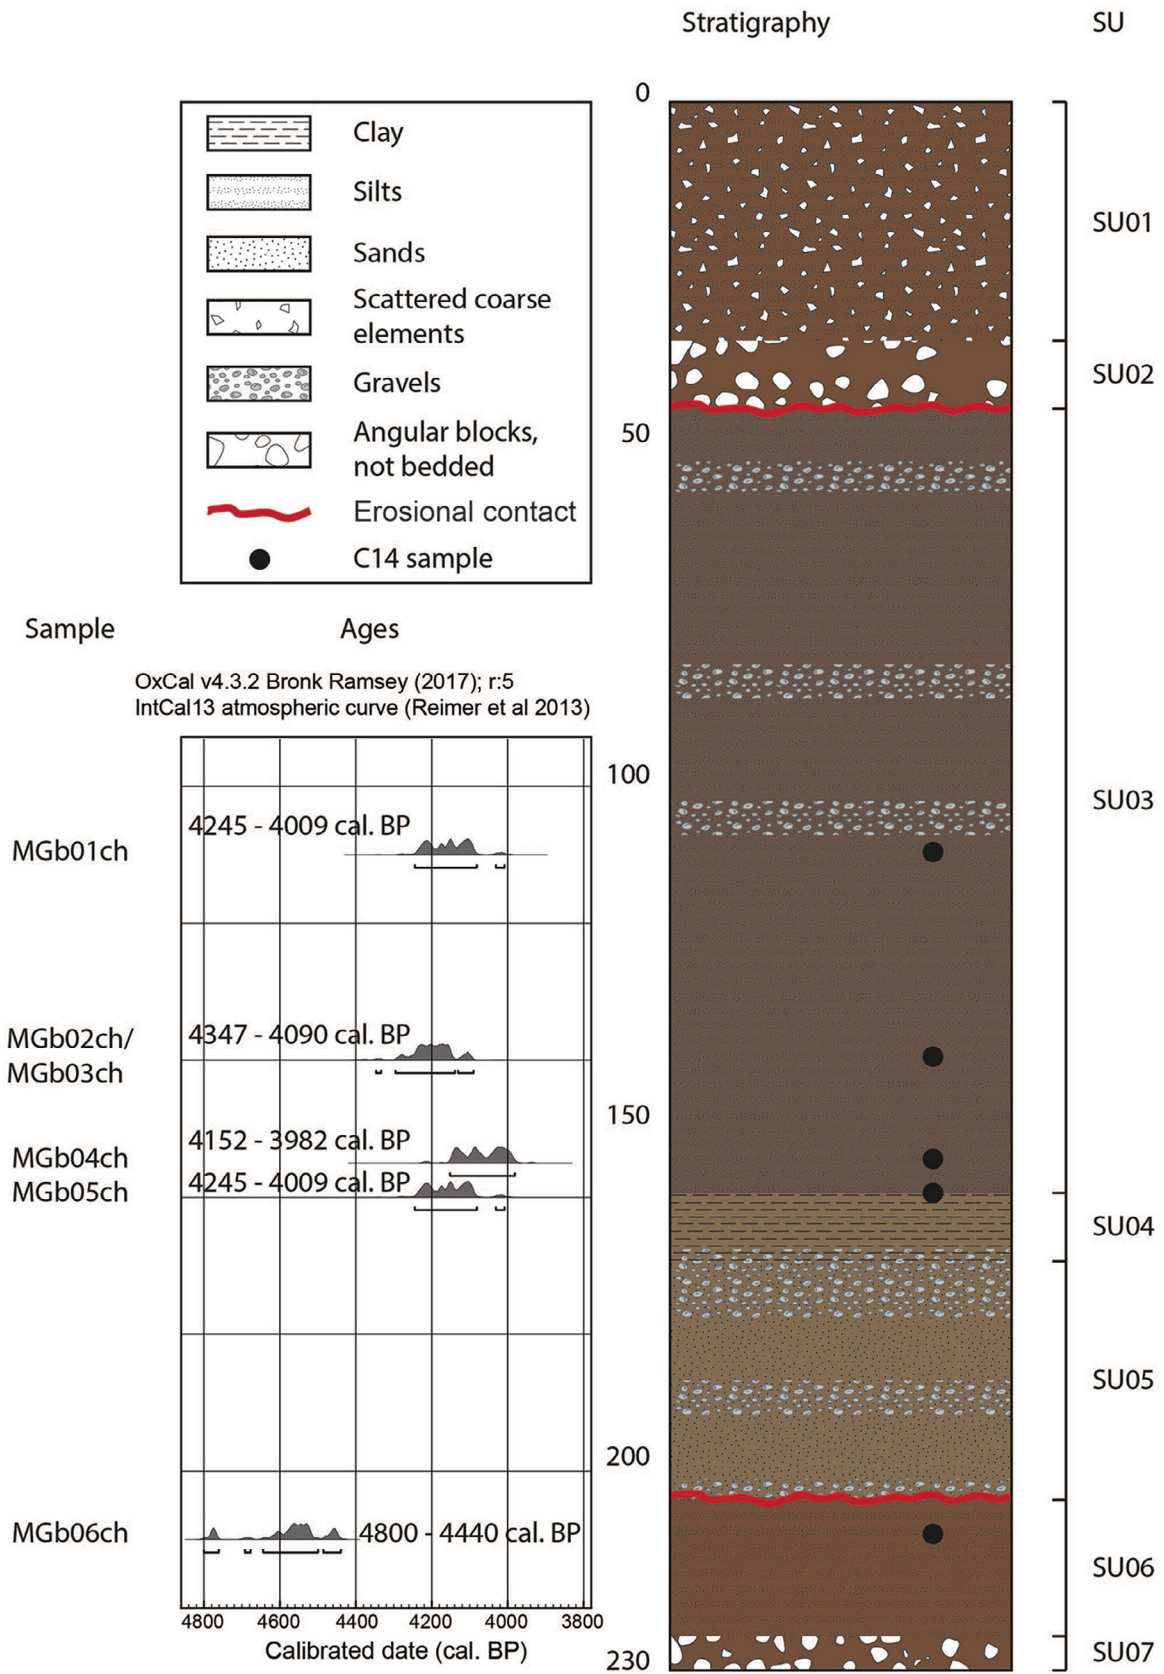 Stratigraphy
SU
Clay
Silts
Sands
Scattered coarse
elements
Gravels
Angular blocks,
not bedded
Erosional contact
C14 sample
Sample
Ages
OxCal v4.3.2 Bronk Ramsey (2017); r:5
IntCal13 atmospheric curve (Reimer et al 2013)
MGb01ch
4245 - 4009 cal. BP
MGb02ch/
MGb03ch
4347 - 4090 cal. BP
MGb04ch
4152 - 3982 cal. BP
MGb05ch
4245 - 4009 cal. BP
MGb06ch
4800 - 4440 cal. BP
4800
4600
4400
4200
4000
3800
Calibrated date (cal. BP)
0
50
100
150
200
230
SU01
SU02
SU03
SU04
SU05
SU06
SU07